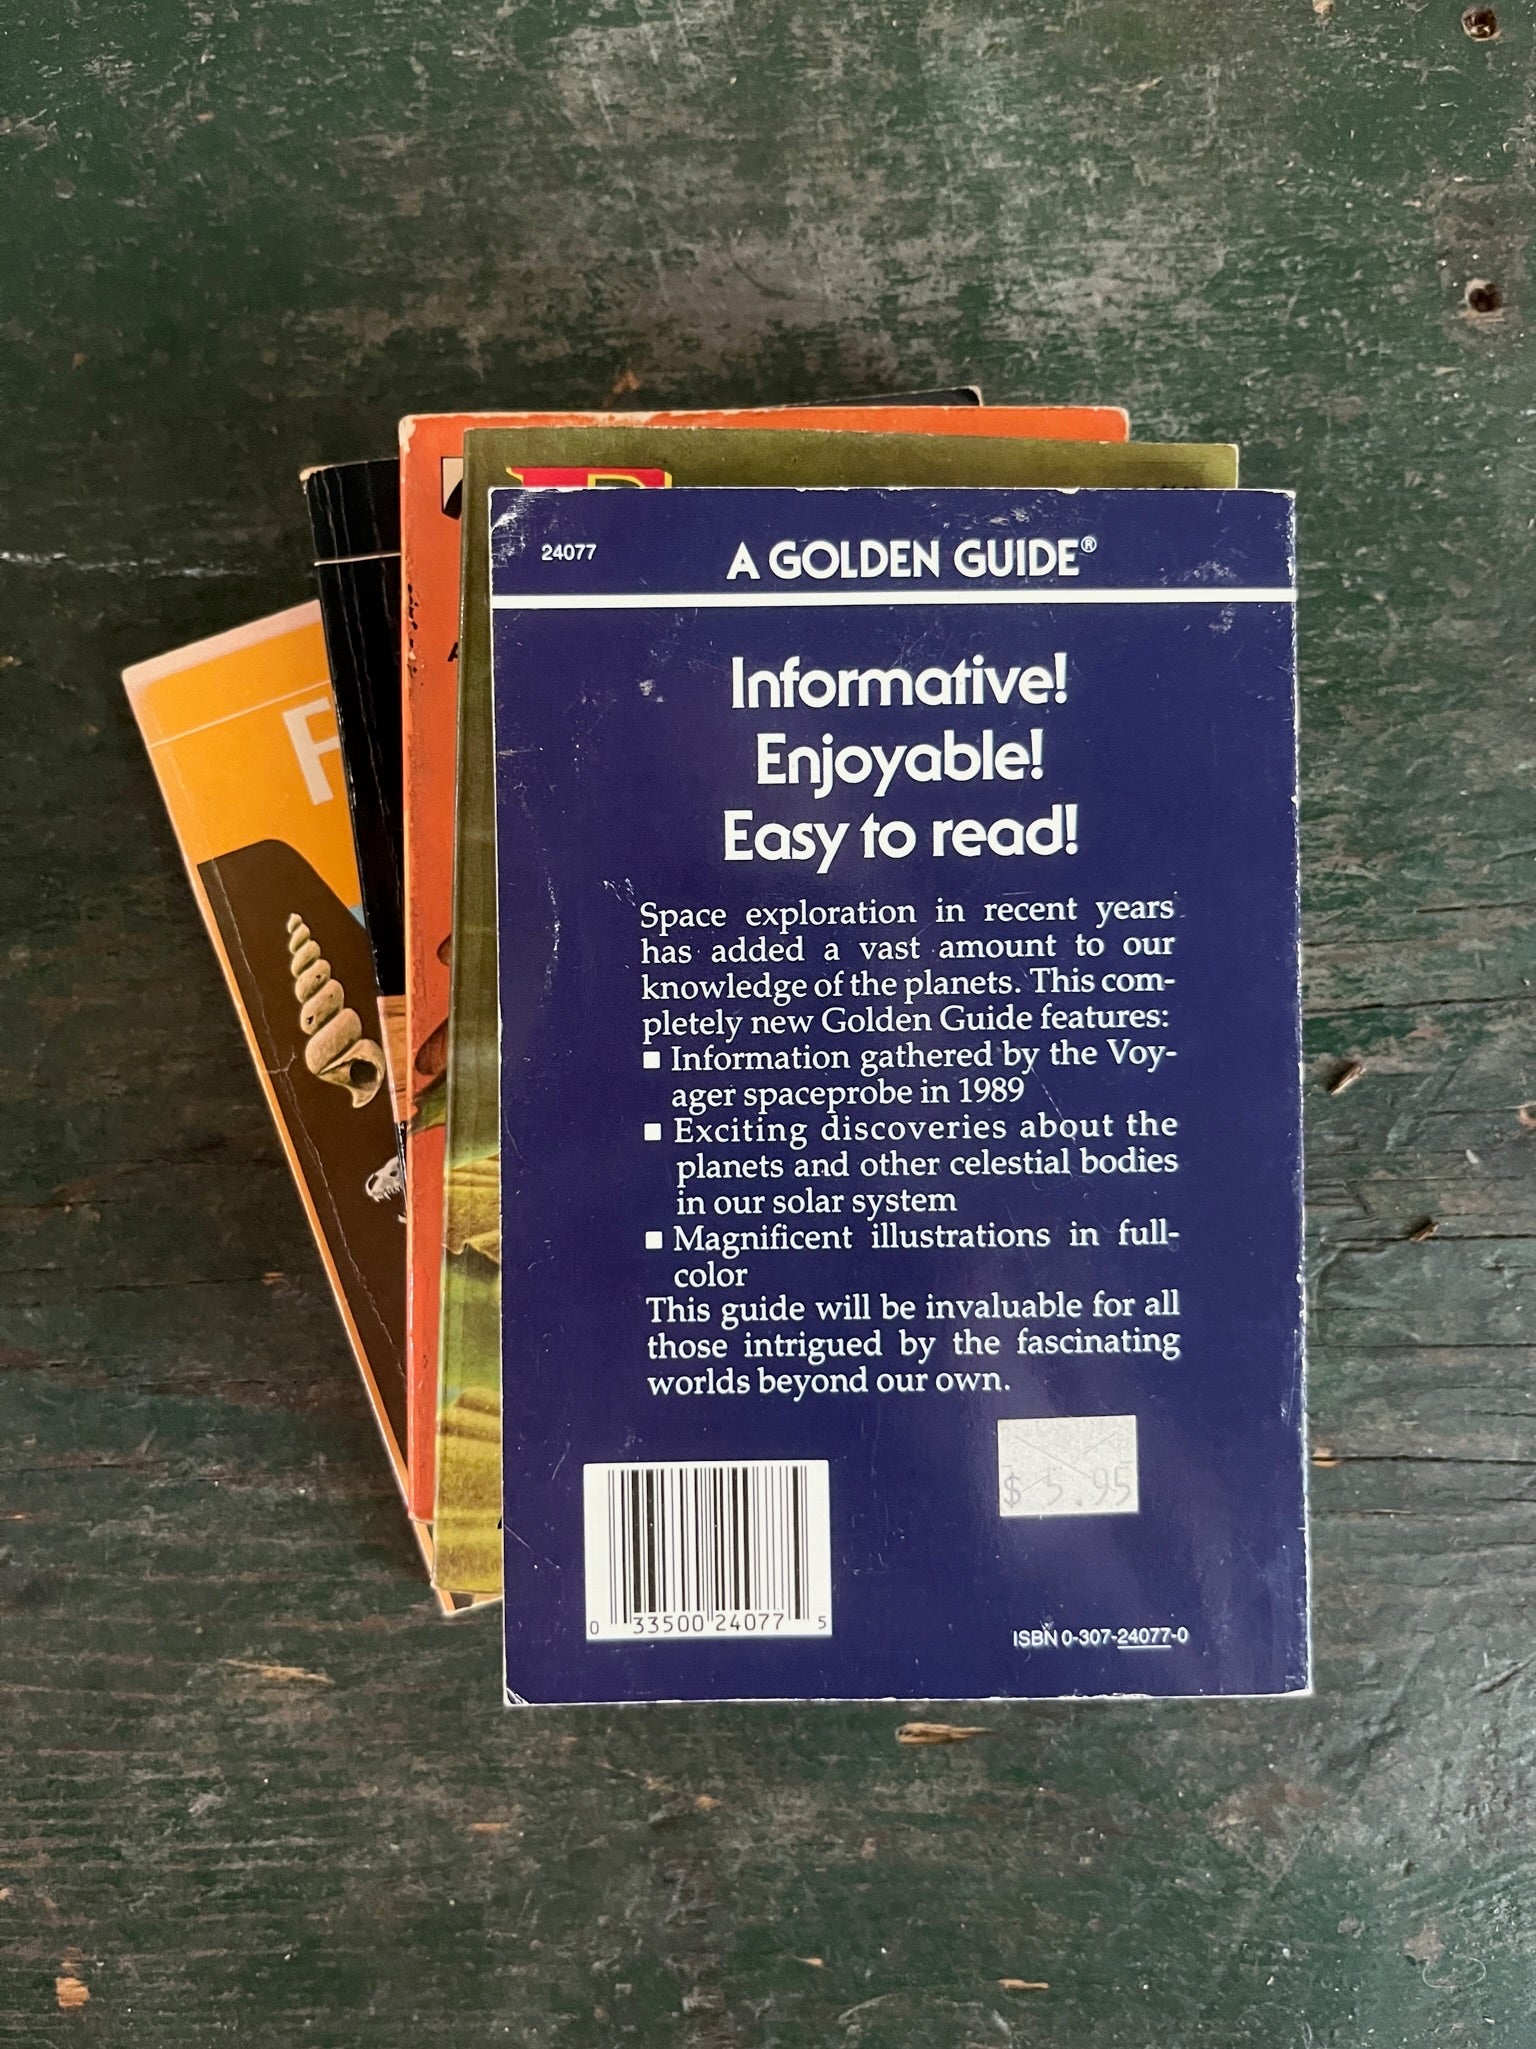 24077
A GOLDEN GUIDE®
Informative!
Enjoyable!
Easy to read!
Space exploration in recent years
has added a vast amount to our
knowledge of the planets. This com-
pletely new Golden Guide features:
■ Information gathered by the Voy-
ager spaceprobe in 1989
■ Exciting discoveries about the
planets and other celestial bodies
in our solar system
■ Magnificent illustrations in full-
color
This guide will be invaluable for all
those intrigued by the fascinating
worlds beyond our own.
$ 5.95
0 33500 24077 5
ISBN 0-307-24077-0
F
A